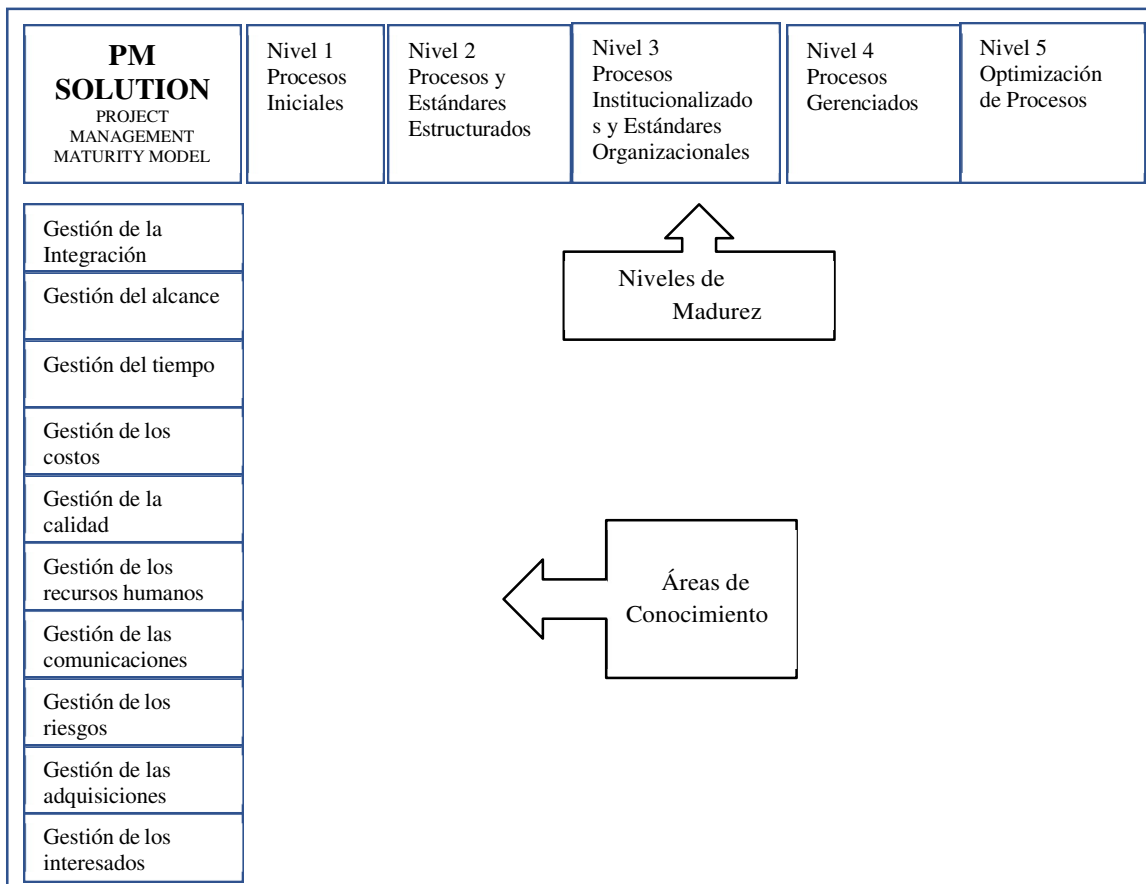 PM
SOLUTION
PROJECT
MANAGEMENT
MATURITY MODEL
Nivel 1
Procesos
Iniciales
Nivel 2
Procesos y
Estándares
Estructurados
Nivel 3
Procesos
Institucionalizado
s y Estándares
Organizacionales
Nivel 4
Procesos
Gerenciados
Nivel 5
Optimización
de Procesos
Gestión de la
Integración
Gestión del alcance
Gestión del tiempo
Gestión de los
costos
Gestión de la
calidad
Gestión de los
recursos humanos
Gestión de las
comunicaciones
Gestión de los
riesgos
Gestión de las
adquisiciones
Gestión de los
interesados
Niveles de
Madurez
Áreas de
Conocimiento